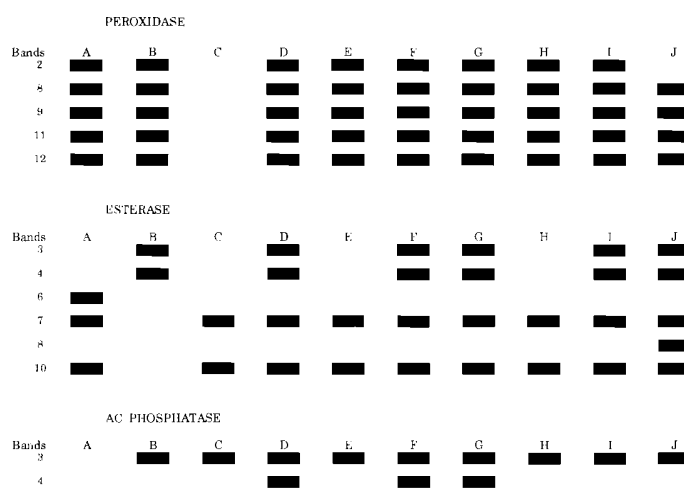 PEROXIDASE
Bands A B C D E F G H I J
2
8
9
11
12
ESTERASE
Bands A B C D E F G H I J
3
4
6
7
8
10
AC PHOSPHATASE
Bands A B C D E F G H I J
3
4